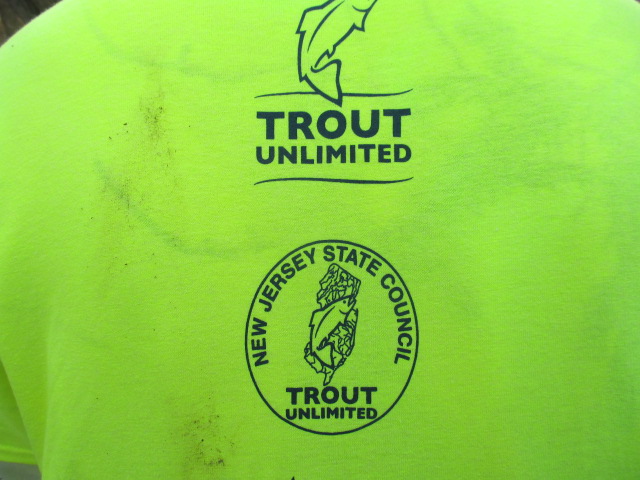 TROUT
UNLIMITED
NEW JERSEY STATE COUNCIL
TROUT
UNLIMITED